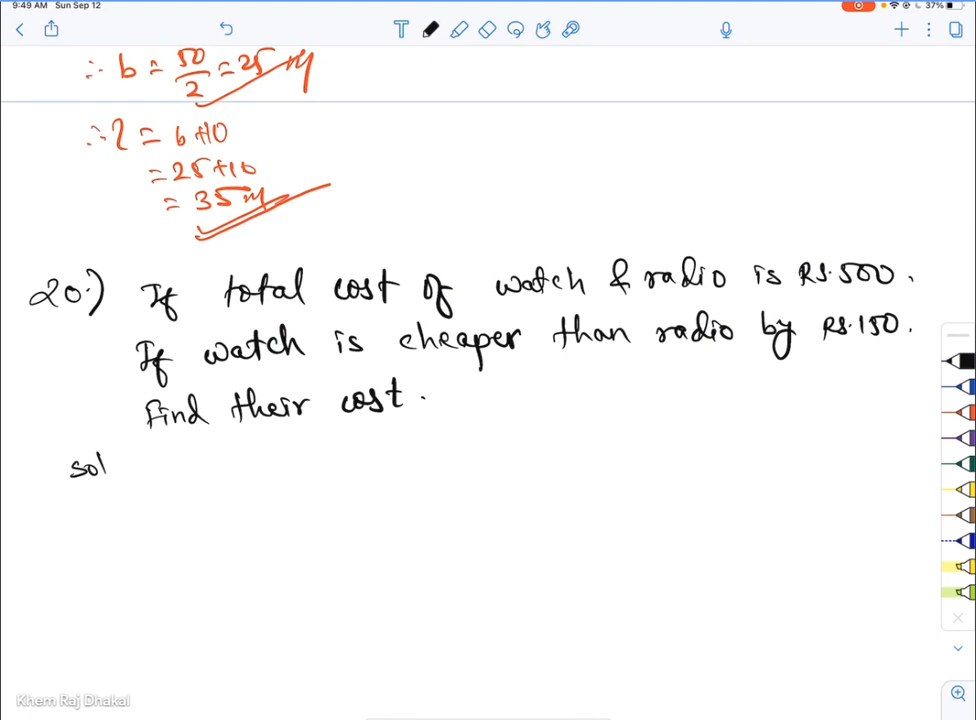 9:49 AM Sun Sep 12
37%
∴ b = 50/2 = 25 M
∴ l = b+10
= 25+10
= 35 M
20.) If total cost of watch & radio is RS.500.
If watch is cheaper than radio by RS.150.
find their cost.
sol
Khem Raj Dhakal